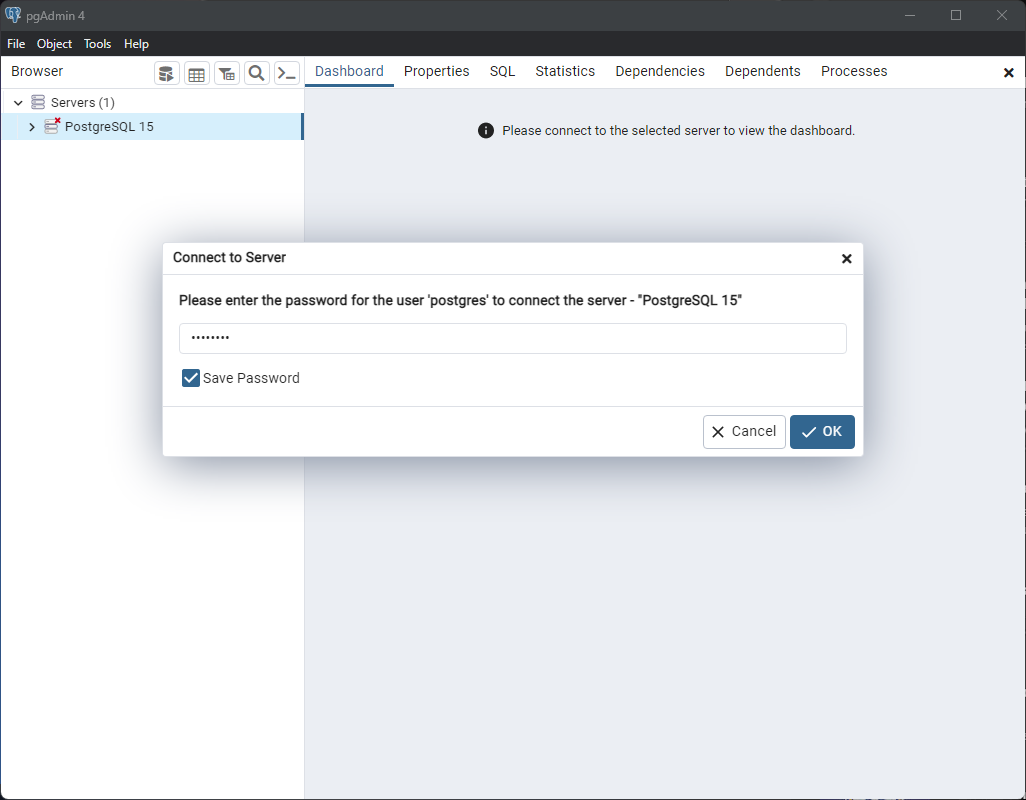 pgAdmin 4
File Object Tools Help
Browser
Dashboard Properties SQL Statistics Dependencies Dependents Processes
Servers (1)
PostgreSQL 15
Please connect to the selected server to view the dashboard.
Connect to Server
Please enter the password for the user 'postgres' to connect the server - "PostgreSQL 15"
••••••••
Save Password
Cancel OK